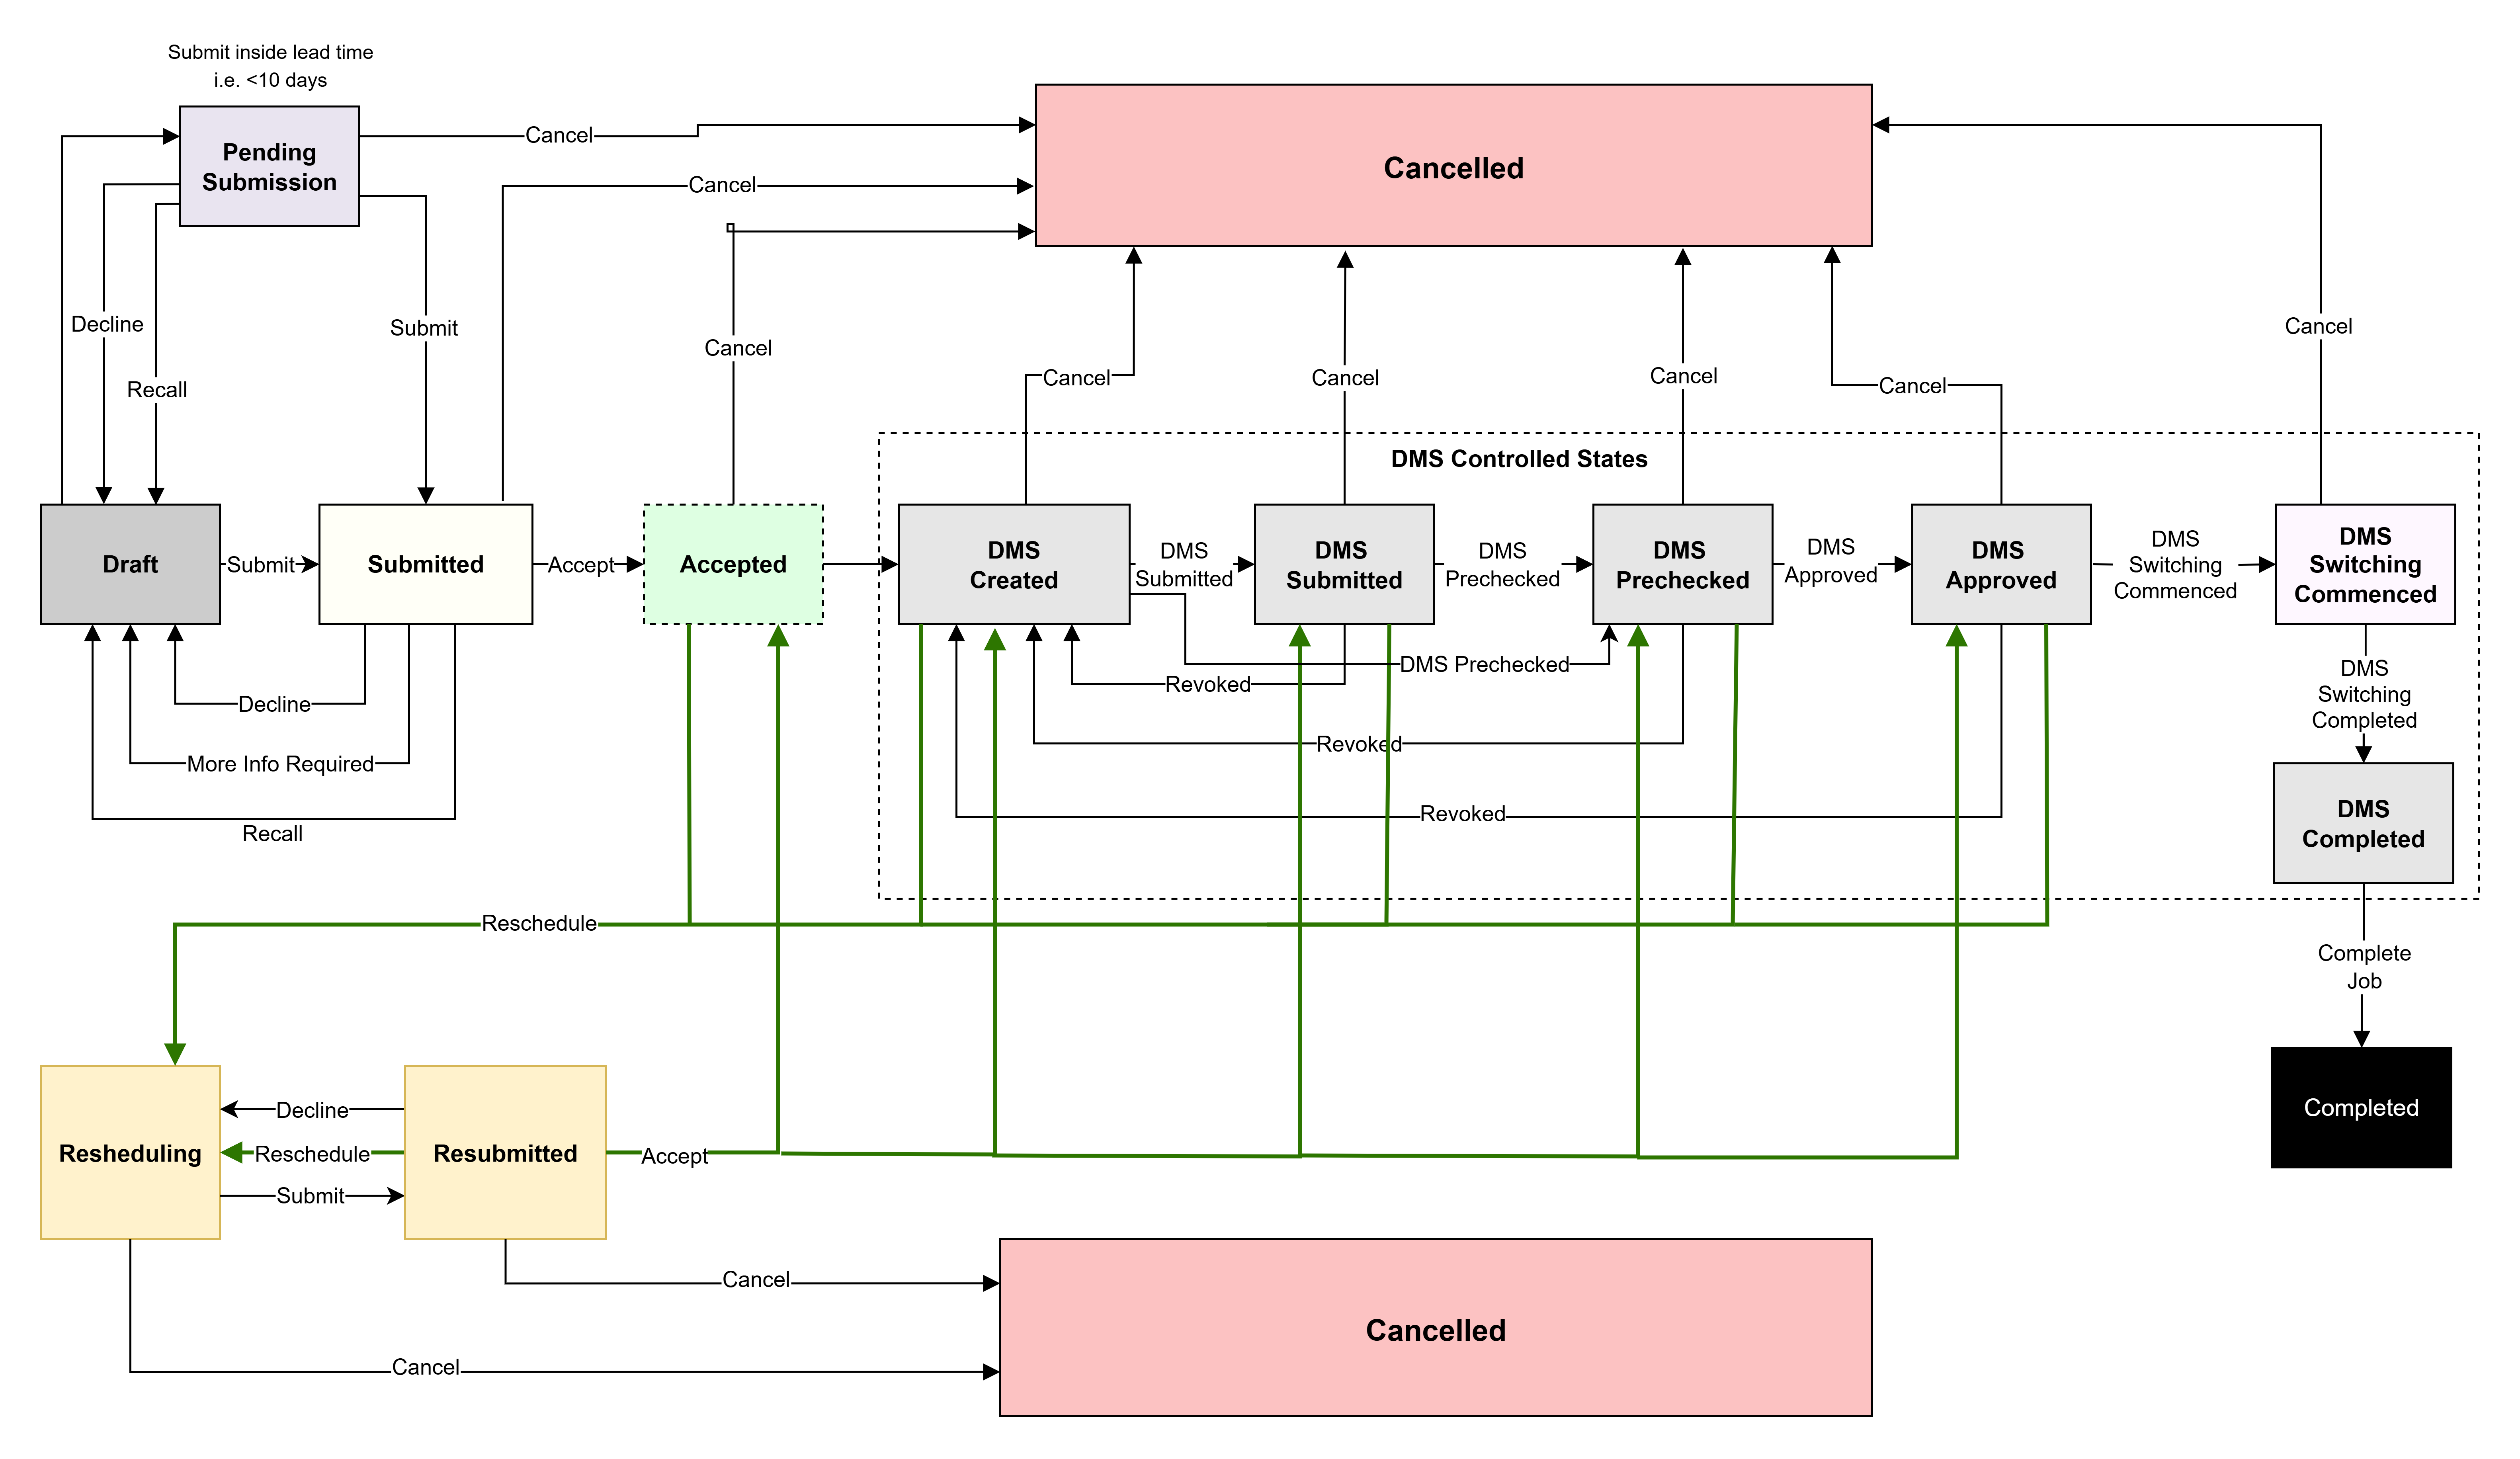 Submit inside lead time
i.e. <10 days
Pending
Submission
Cancel
Cancel
Cancelled
Decline
Submit
Recall
Cancel
Cancel
Cancel
Cancel
Cancel
Cancel
DMS Controlled States
Draft
Submit
Submitted
Accept
Accepted
DMS
Created
DMS
Submitted
DMS
Submitted
DMS
Prechecked
DMS
Prechecked
DMS
Approved
DMS
Approved
DMS
Switching
Commenced
DMS
Switching
Commenced
DMS Prechecked
Revoked
Revoked
Revoked
Decline
More Info Required
Recall
DMS
Switching
Completed
DMS
Completed
Reschedule
Complete
Job
Completed
Resheduling
Decline
Reschedule
Submit
Resubmitted
Accept
Cancel
Cancel
Cancelled